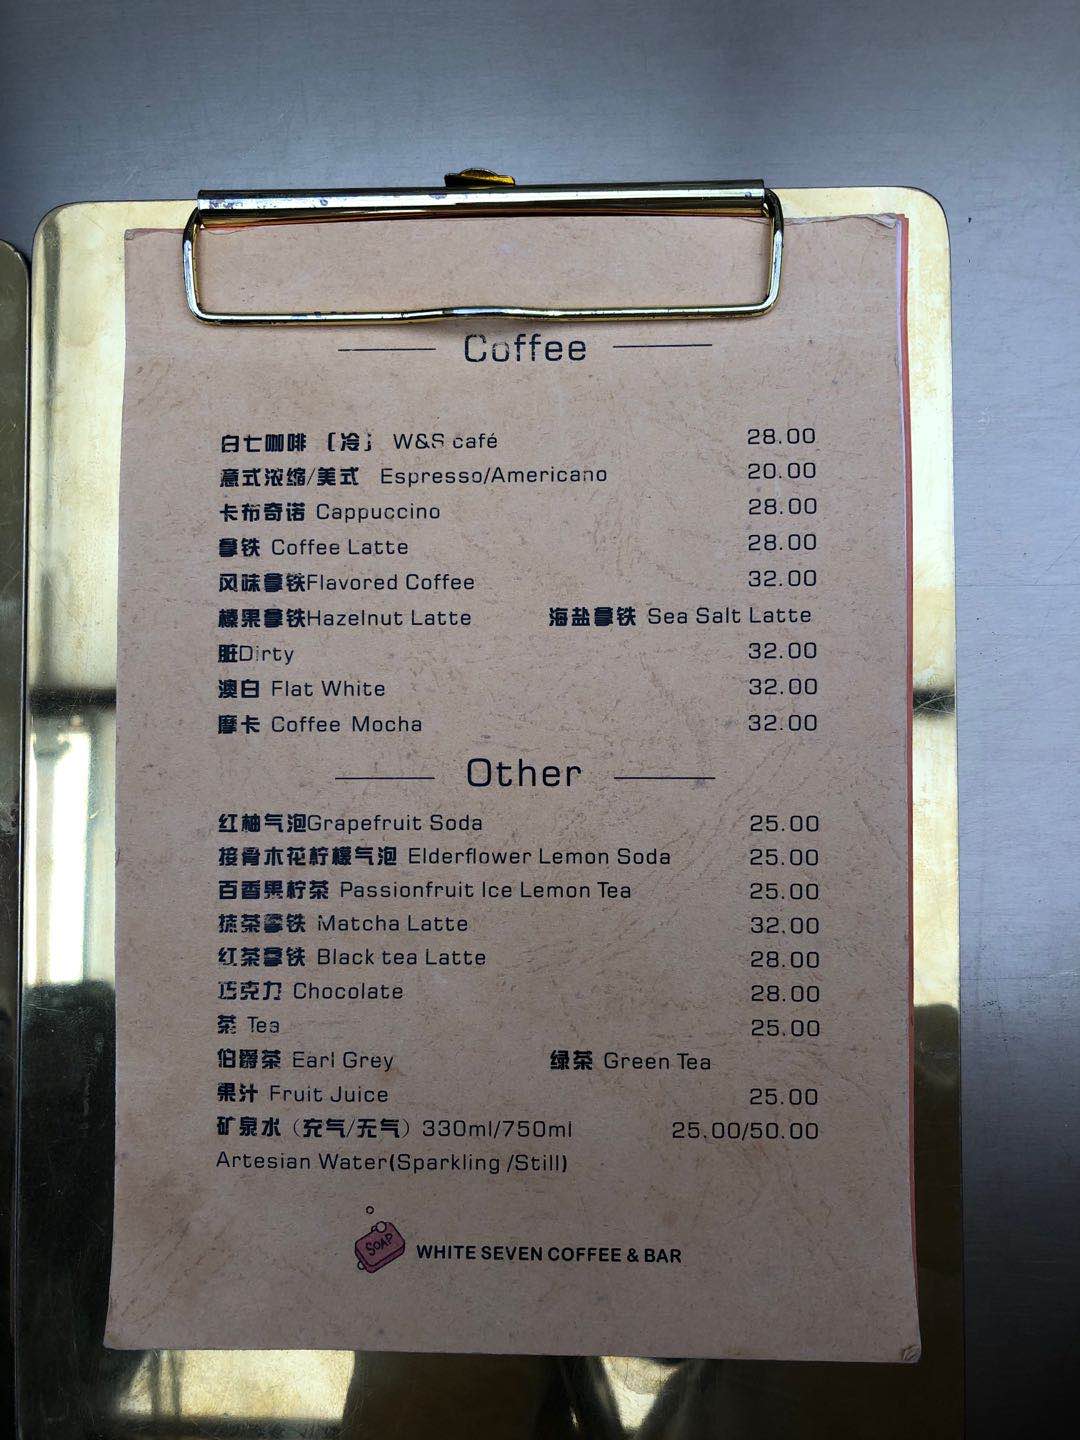 Coffee
白七咖啡 〔冷〕 W&S café 28.00
意式浓缩/美式 Espresso/Americano 20.00
卡布奇诺 Cappuccino 28.00
拿铁 Coffee Latte 28.00
风味拿铁Flavored Coffee 32.00
榛果拿铁Hazelnut Latte 海盐拿铁 Sea Salt Latte
脏Dirty 32.00
澳白 Flat White 32.00
摩卡 Coffee Mocha 32.00
Other
红柚气泡Grapefruit Soda 25.00
接骨木花柠檬气泡 Elderflower Lemon Soda 25.00
百香果柠茶 Passionfruit Ice Lemon Tea 25.00
抹茶拿铁 Matcha Latte 32.00
红茶拿铁 Black tea Latte 28.00
巧克力 Chocolate 28.00
茶 Tea 25.00
伯爵茶 Earl Grey 绿茶 Green Tea
果汁 Fruit Juice 25.00
矿泉水（充气/无气）330ml/750ml 25.00/50.00
Artesian Water(Sparkling /Still)
SOAP WHITE SEVEN COFFEE & BAR